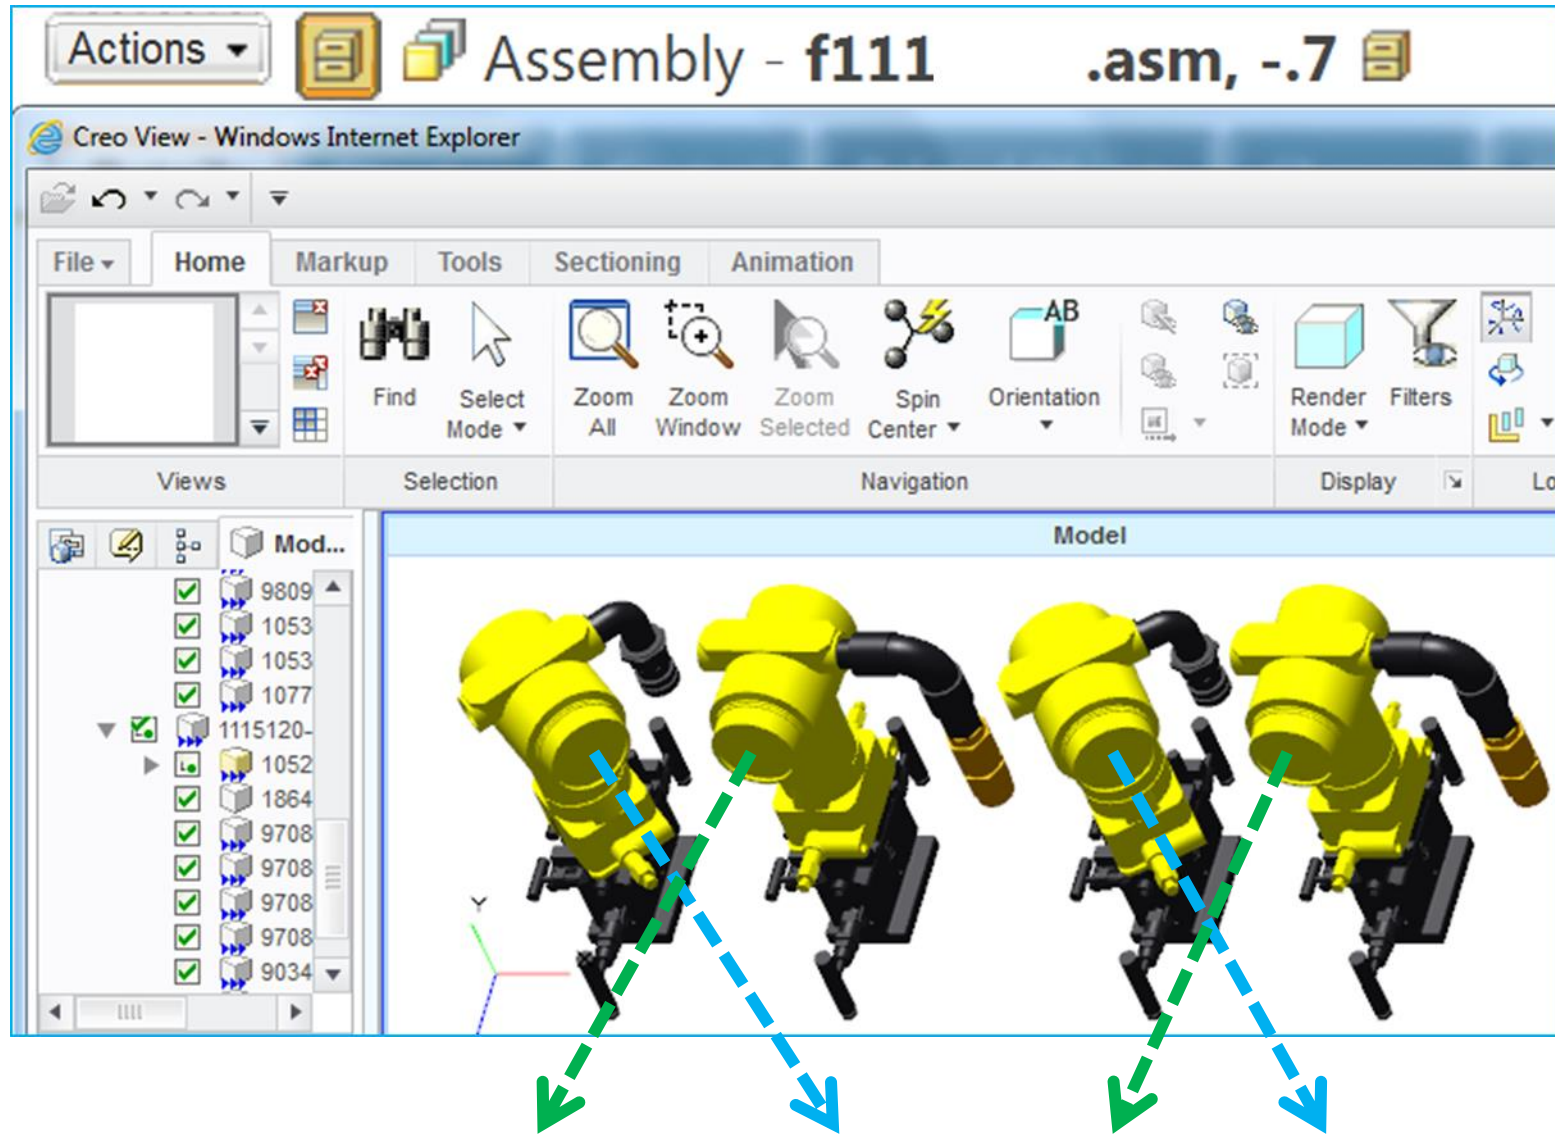 Actions
Assembly - f111 .asm, -.7
Creo View - Windows Internet Explorer
File Home Markup Tools Sectioning Animation
AB
Find Select Mode Zoom All Zoom Window Zoom Selected Spin Center Orientation Render Mode Filters
Views Selection Navigation Display Lo
Mod...
Model
9809
1053
1053
1077
1115120-
1052
1864
9708
9708
9708
9708
9034
Y